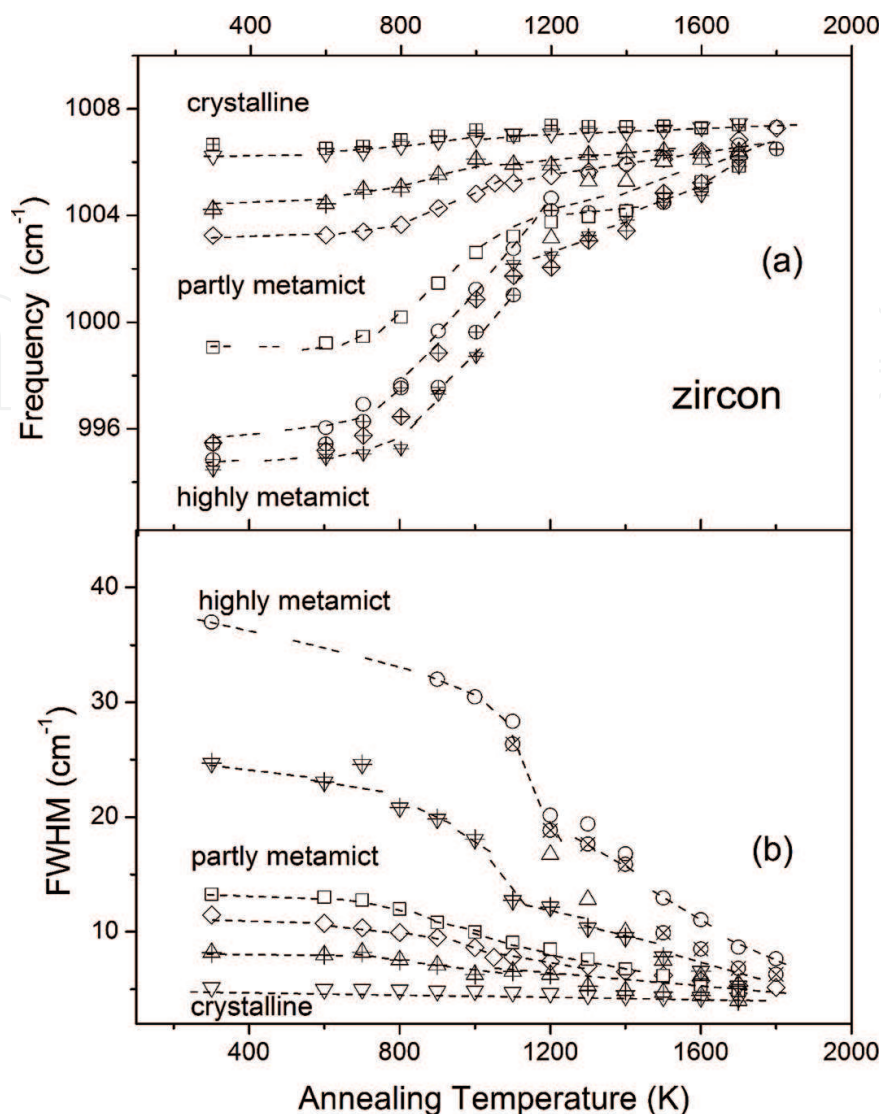 400 800 1200 1600 2000
1008
1004
1000
996
Frequency (cm⁻¹)
crystalline
partly metamict
highly metamict
(a)
zircon
40
30
20
10
FWHM (cm⁻¹)
highly metamict
partly metamict
crystalline
(b)
400 800 1200 1600 2000
Annealing Temperature (K)